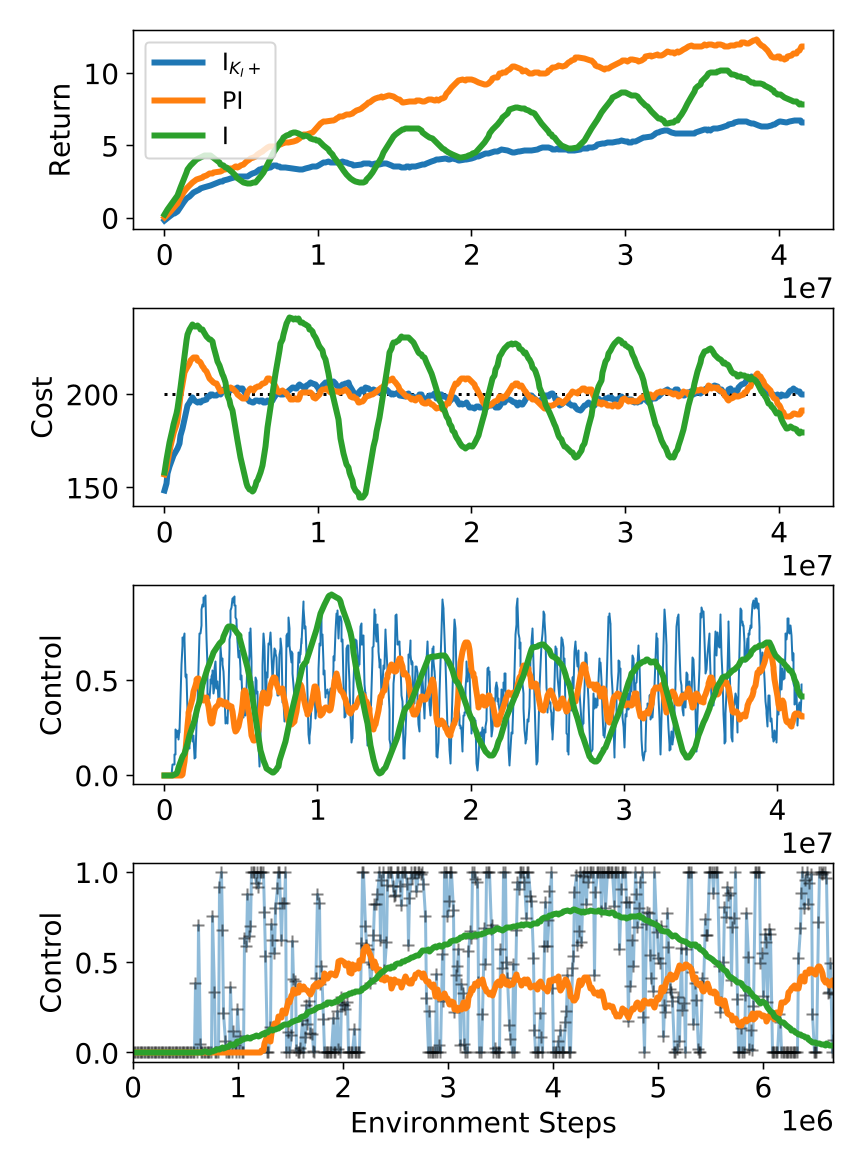 I_{K_I +}
PI
I
Return
10
5
0
0 1 2 3 4
1e7
Cost
200
150
0 1 2 3 4
1e7
Control
0.5
0.0
0 1 2 3 4
1e7
Control
1.0
0.5
0.0
0 1 2 3 4 5 6
Environment Steps 1e6